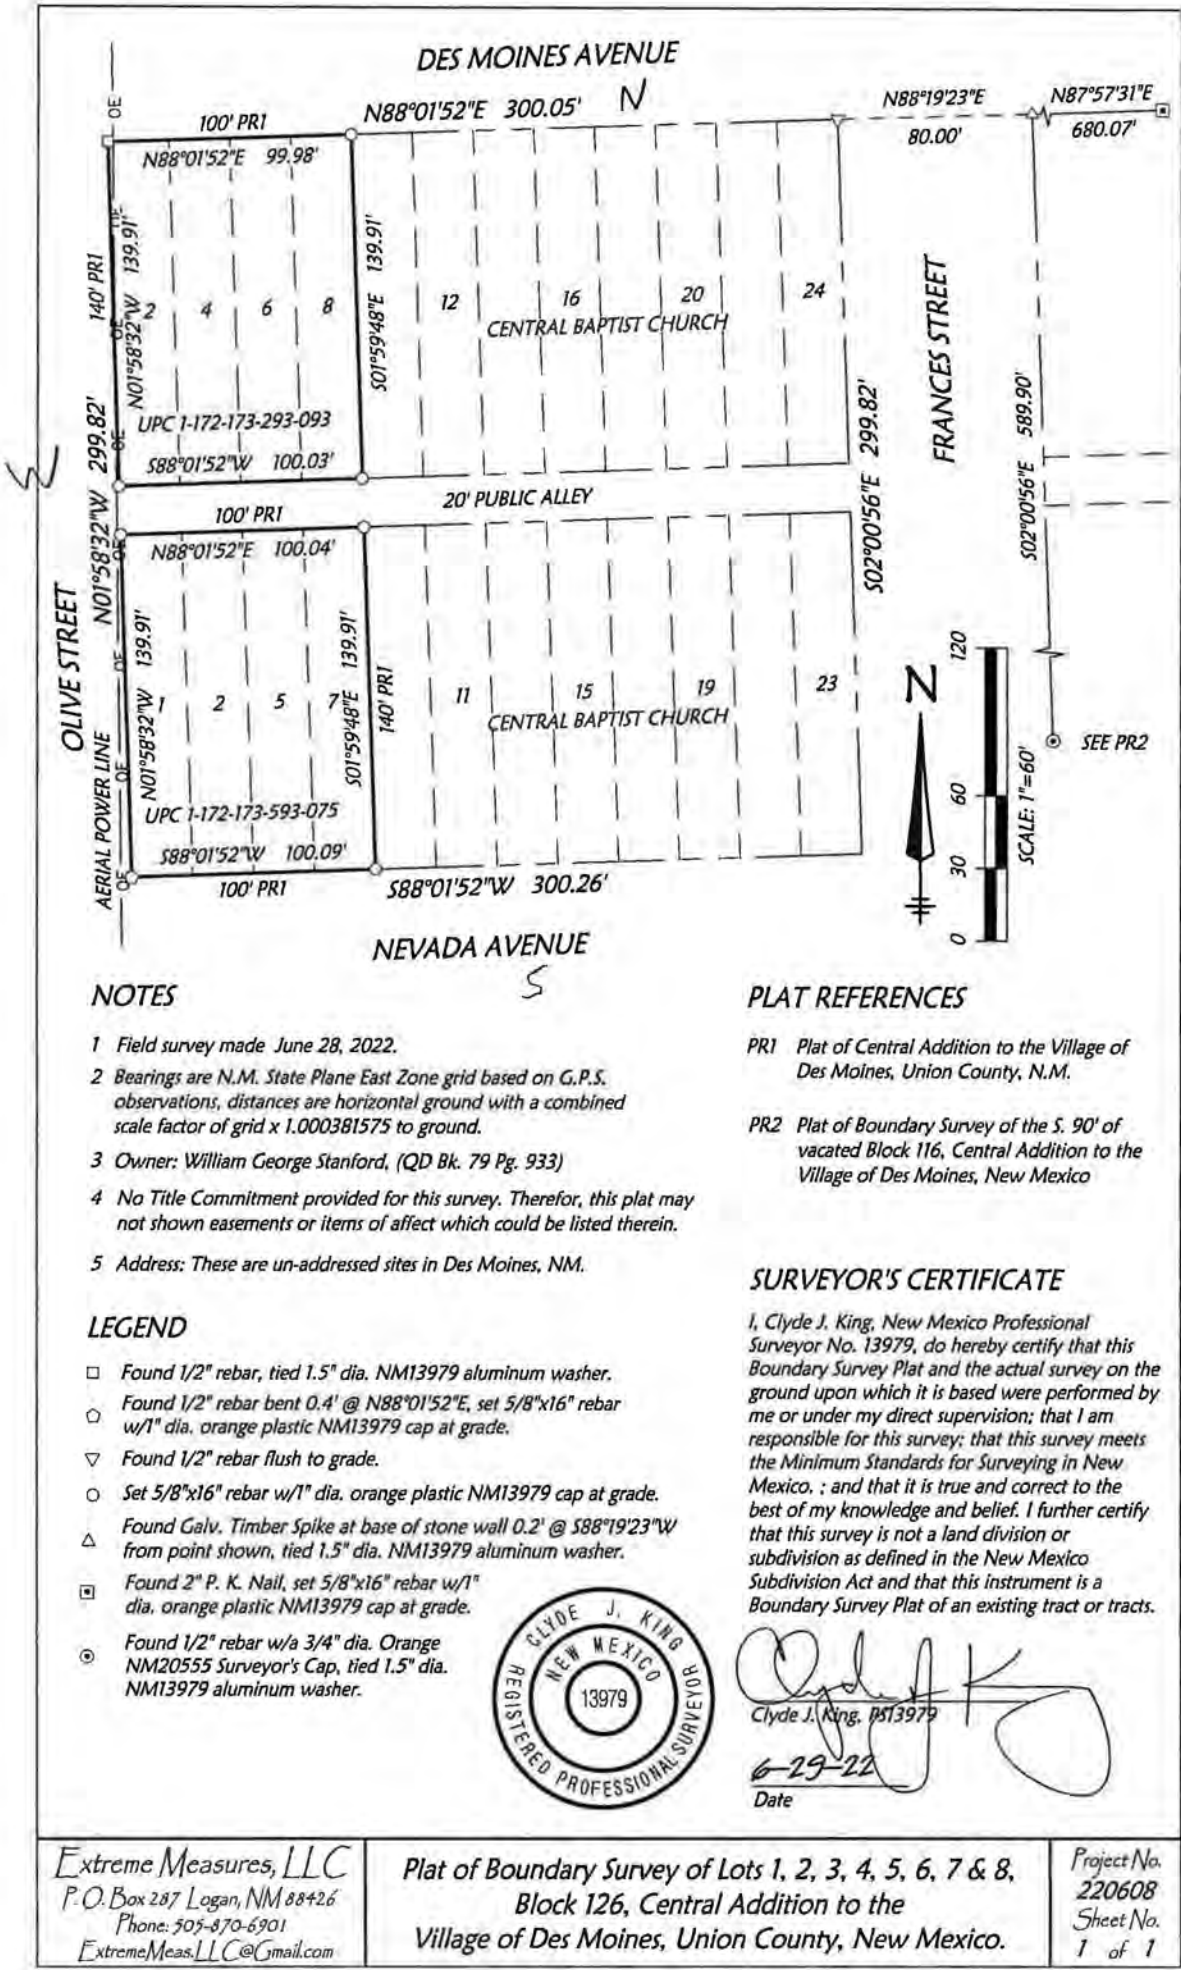 DES MOINES AVENUE
N88°01'52"E 300.05' N
N88°19'23"E
80.00'
N87°57'31"E
680.07'
OE
100' PR1
N88°01'52"E 99.98'
OE
140' PR1
N01°58'32"W 139.91'
OE
2 4 6 8
S01°59'48"E 139.91'
12 16 20 24
CENTRAL BAPTIST CHURCH
FRANCES STREET
UPC 1-172-173-293-093
OE
S88°01'52"W 100.03'
W
N01°58'32"W 299.82'
20' PUBLIC ALLEY
S02°00'56"E 299.82'
S02°00'56"E 589.90'
100' PR1
OE
N88°01'52"E 100.04'
OLIVE STREET
OE
N01°58'32"W 139.91'
1 2 5 7
S01°59'48"E 139.91'
140' PR1
11 15 19 23
CENTRAL BAPTIST CHURCH
AERIAL POWER LINE
OE
UPC 1-172-173-593-075
S88°01'52"W 100.09'
OE
100' PR1
S88°01'52"W 300.26'
N
120
60
30
0
SCALE: 1"=60'
SEE PR2
NEVADA AVENUE
S
NOTES
1 Field survey made June 28, 2022.
2 Bearings are N.M. State Plane East Zone grid based on G.P.S.
observations, distances are horizontal ground with a combined
scale factor of grid x 1.000381575 to ground.
3 Owner: William George Stanford, (QD Bk. 79 Pg. 933)
4 No Title Commitment provided for this survey. Therefor, this plat may
not shown easements or items of affect which could be listed therein.
5 Address: These are un-addressed sites in Des Moines, NM.
LEGEND
Found 1/2" rebar, tied 1.5" dia. NM13979 aluminum washer.
Found 1/2" rebar bent 0.4' @ N88°01'52"E, set 5/8"x16" rebar
w/1" dia. orange plastic NM13979 cap at grade.
Found 1/2" rebar flush to grade.
Set 5/8"x16" rebar w/1" dia. orange plastic NM13979 cap at grade.
Found Galv. Timber Spike at base of stone wall 0.2' @ S88°19'23"W
from point shown, tied 1.5" dia. NM13979 aluminum washer.
Found 2" P. K. Nail, set 5/8"x16" rebar w/1"
dia. orange plastic NM13979 cap at grade.
Found 1/2" rebar w/a 3/4" dia. Orange
NM20555 Surveyor's Cap, tied 1.5" dia.
NM13979 aluminum washer.
CLYDE J. KING
NEW MEXICO
13979
REGISTERED PROFESSIONAL SURVEYOR
PLAT REFERENCES
PR1 Plat of Central Addition to the Village of
Des Moines, Union County, N.M.
PR2 Plat of Boundary Survey of the S. 90' of
vacated Block 116, Central Addition to the
Village of Des Moines, New Mexico
SURVEYOR'S CERTIFICATE
I, Clyde J. King, New Mexico Professional
Surveyor No. 13979, do hereby certify that this
Boundary Survey Plat and the actual survey on the
ground upon which it is based were performed by
me or under my direct supervision; that I am
responsible for this survey; that this survey meets
the Minimum Standards for Surveying in New
Mexico. ; and that it is true and correct to the
best of my knowledge and belief. I further certify
that this survey is not a land division or
subdivision as defined in the New Mexico
Subdivision Act and that this instrument is a
Boundary Survey Plat of an existing tract or tracts.
Clyde J. King
Clyde J. King, PS13979
6-29-22
Date
Extreme Measures, LLC
P.O. Box 287 Logan, NM 88426
Phone: 505-870-6901
ExtremeMeas.LLC@Gmail.com
Plat of Boundary Survey of Lots 1, 2, 3, 4, 5, 6, 7 & 8,
Block 126, Central Addition to the
Village of Des Moines, Union County, New Mexico.
Project No.
220608
Sheet No.
1 of 1